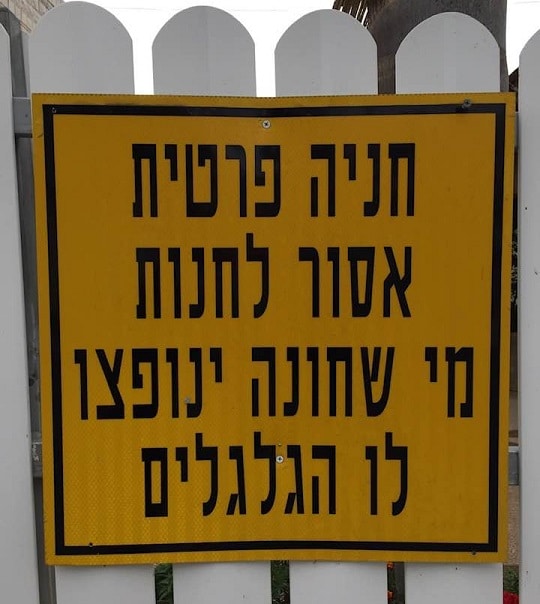 חניה פרטית
אסור לחנות
מי שחונה ינופצו
לו הגלגלים